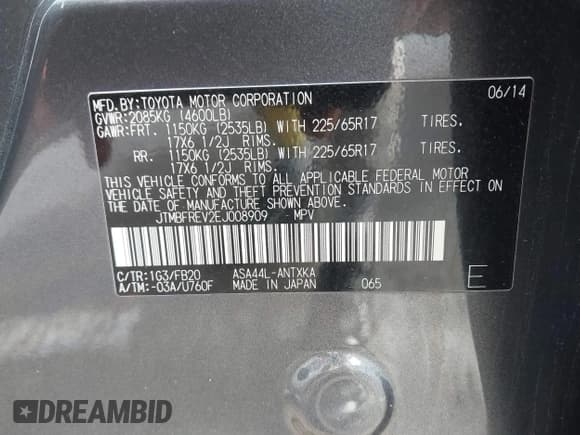 MFD.BY:TOYOTA MOTOR CORPORATION 06/14
GVWR:2085KG (4600LB)
GAWR:FRT. 1150KG (2535LB) WITH 225/65R17 TIRES.
17X6 1/2J RIMS.
RR. 1150KG (2535LB) WITH 225/65R17 TIRES.
17X6 1/2J RIMS.
THIS VEHICLE CONFORMS TO ALL APPLICABLE FEDERAL MOTOR
VEHICLE SAFETY AND THEFT PREVENTION STANDARDS IN EFFECT ON
THE DATE OF MANUFACTURE SHOWN ABOVE.
JTMBFREV2EJ008909 MPV
C/TR:1G3/FB20 ASA44L-ANTXKA
A/TM:-03A/U760F MADE IN JAPAN 065 E
DREAMBID